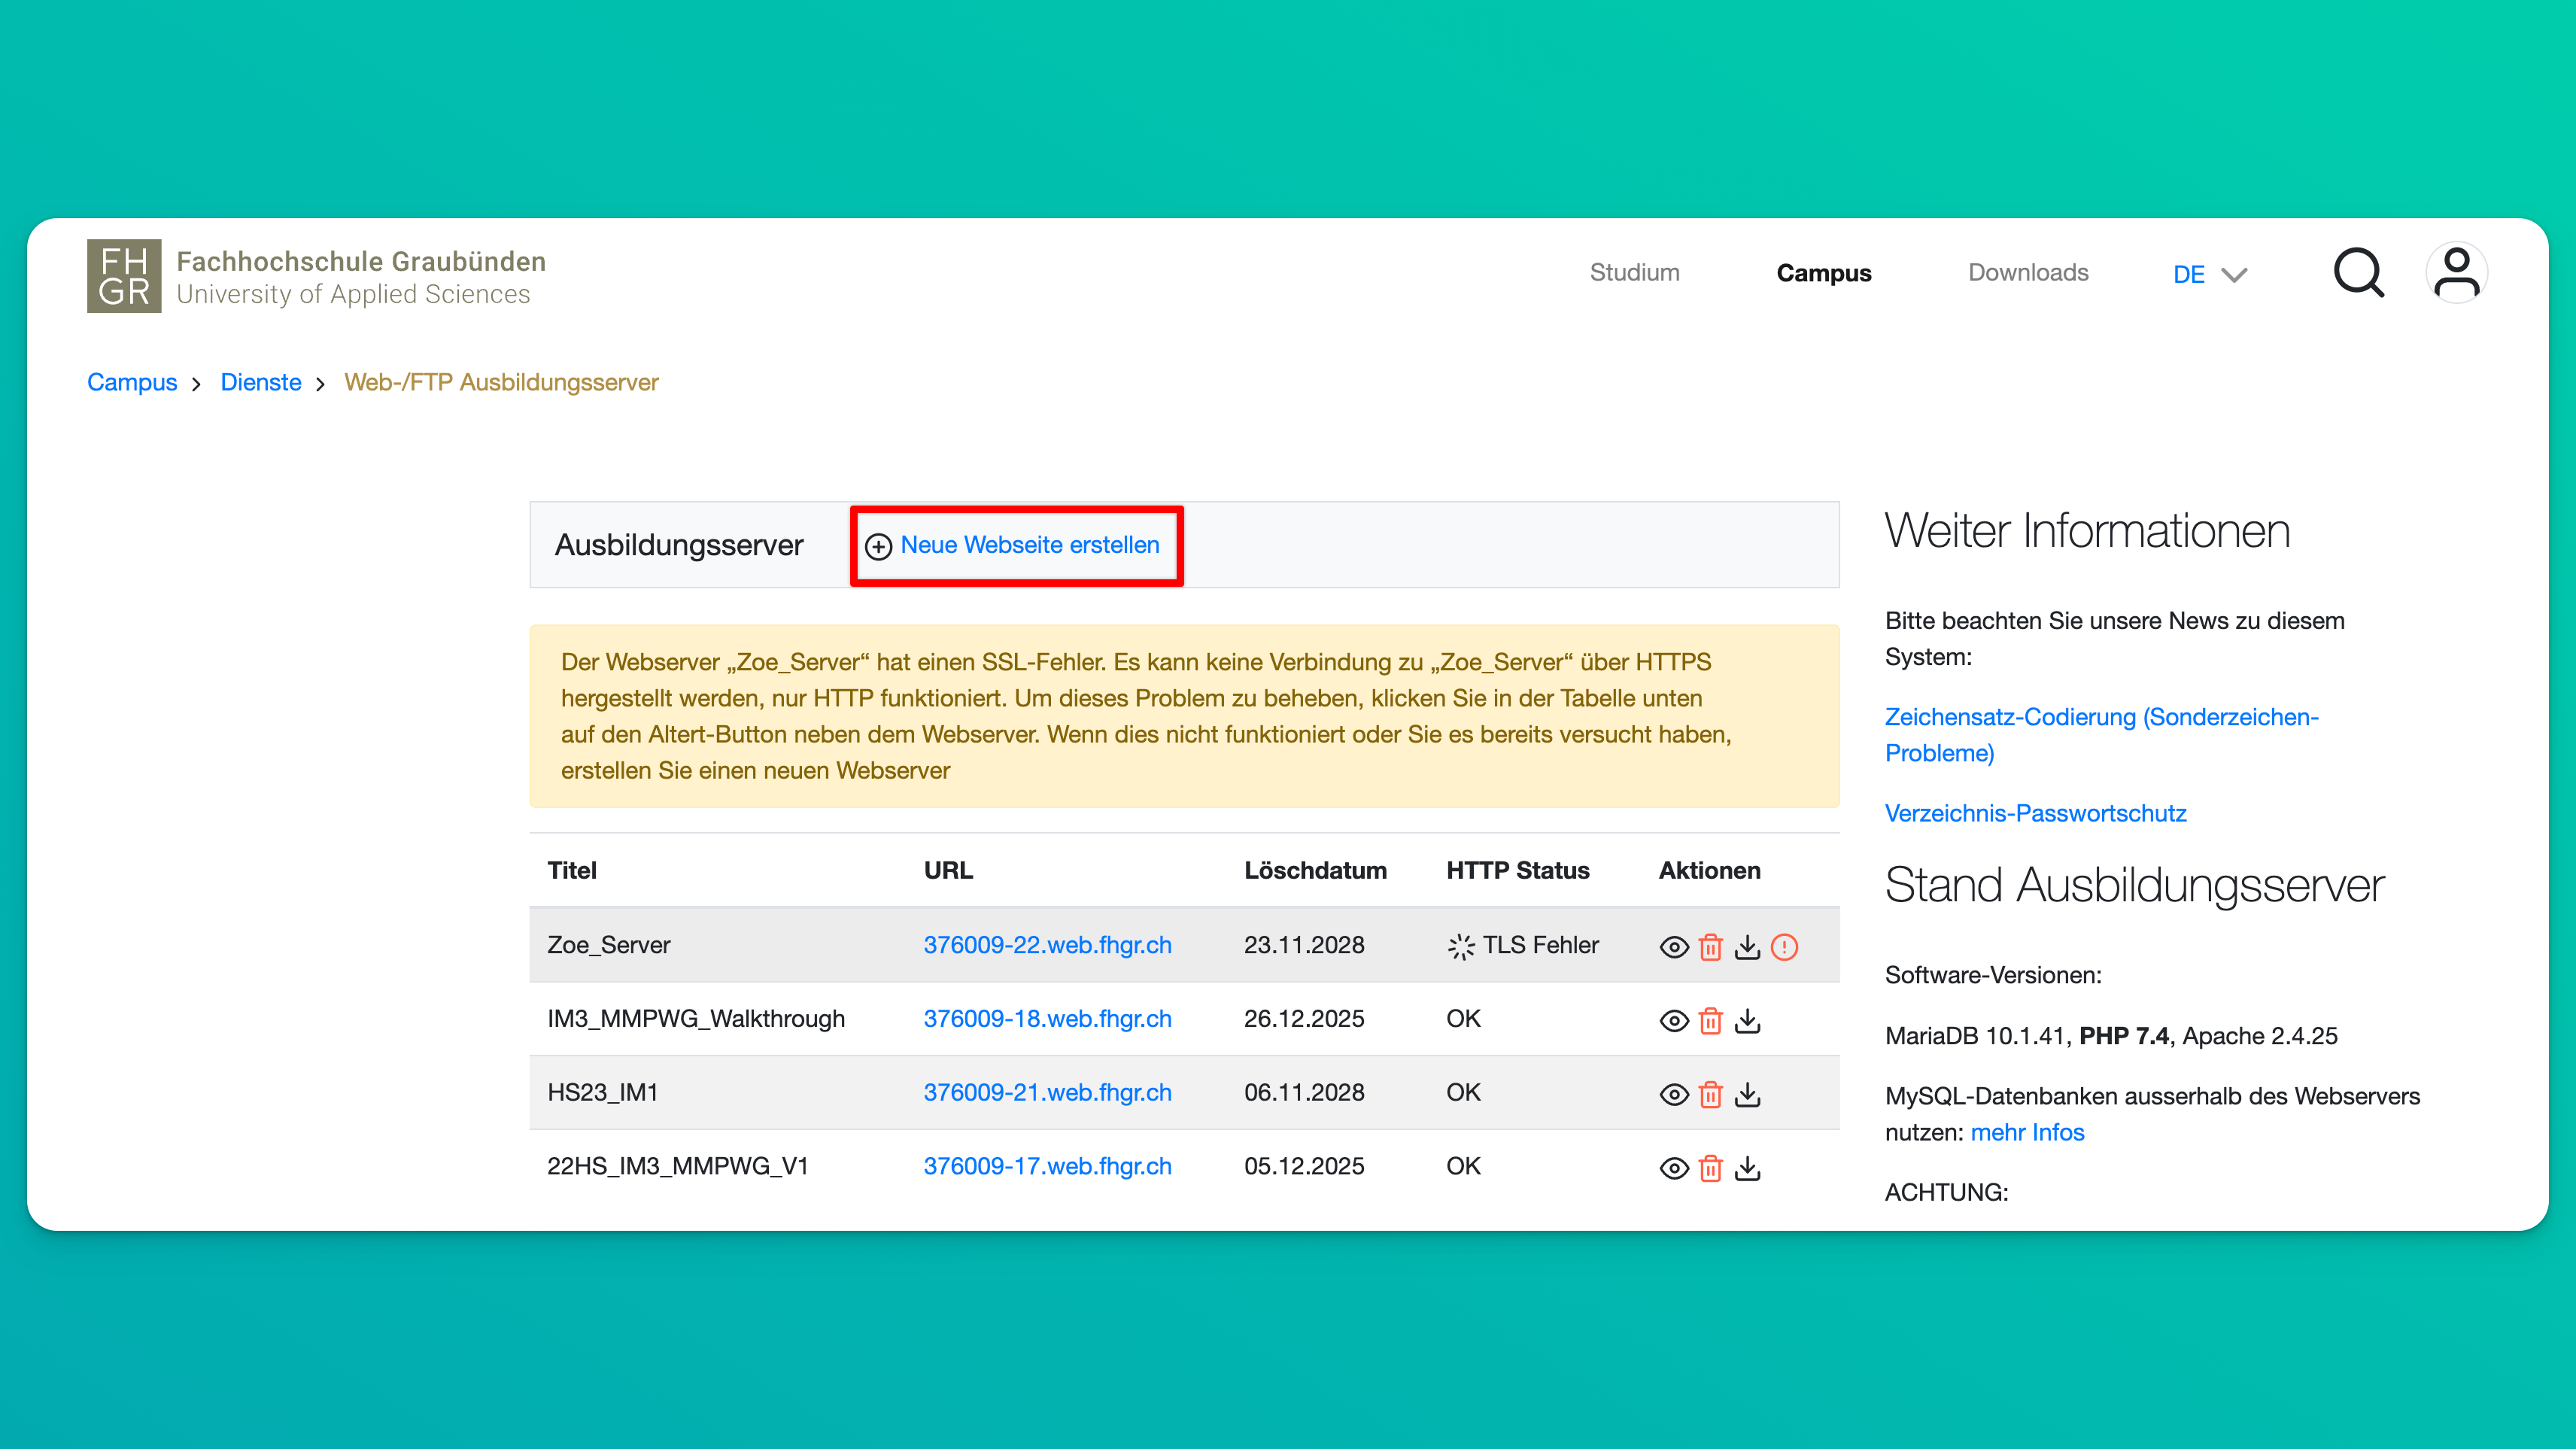 FH
GR
Fachhochschule Graubünden
University of Applied Sciences
Studium Campus Downloads DE
Campus > Dienste > Web-/FTP Ausbildungsserver
Ausbildungsserver Neue Webseite erstellen
Der Webserver „Zoe_Server“ hat einen SSL-Fehler. Es kann keine Verbindung zu „Zoe_Server“ über HTTPS
hergestellt werden, nur HTTP funktioniert. Um dieses Problem zu beheben, klicken Sie in der Tabelle unten
auf den Altert-Button neben dem Webserver. Wenn dies nicht funktioniert oder Sie es bereits versucht haben,
erstellen Sie einen neuen Webserver
Titel URL Löschdatum HTTP Status Aktionen
Zoe_Server 376009-22.web.fhgr.ch 23.11.2028 TLS Fehler
IM3_MMPWG_Walkthrough 376009-18.web.fhgr.ch 26.12.2025 OK
HS23_IM1 376009-21.web.fhgr.ch 06.11.2028 OK
22HS_IM3_MMPWG_V1 376009-17.web.fhgr.ch 05.12.2025 OK
Weiter Informationen
Bitte beachten Sie unsere News zu diesem
System:
Zeichensatz-Codierung (Sonderzeichen-
Probleme)
Verzeichnis-Passwortschutz
Stand Ausbildungsserver
Software-Versionen:
MariaDB 10.1.41, PHP 7.4, Apache 2.4.25
MySQL-Datenbanken ausserhalb des Webservers
nutzen: mehr Infos
ACHTUNG: